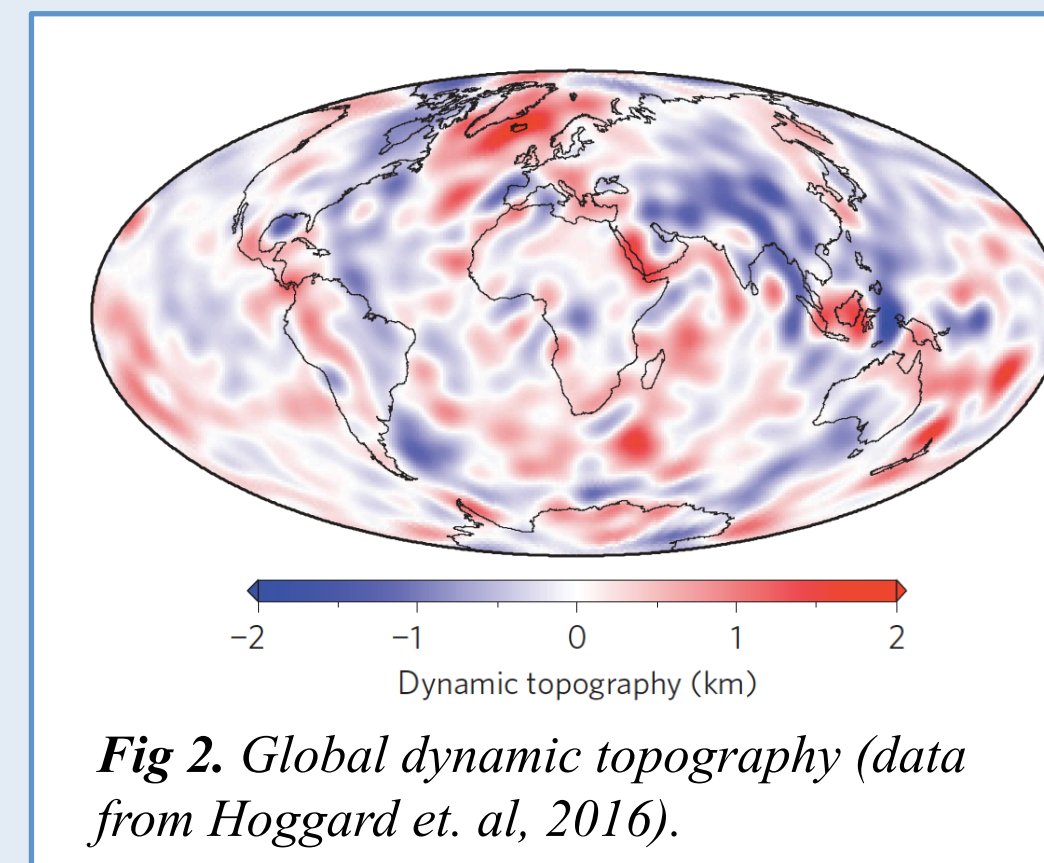 −2
−1
0
1
2
Dynamic topography (km)
Fig 2. Global dynamic topography (data
from Hoggard et. al, 2016).